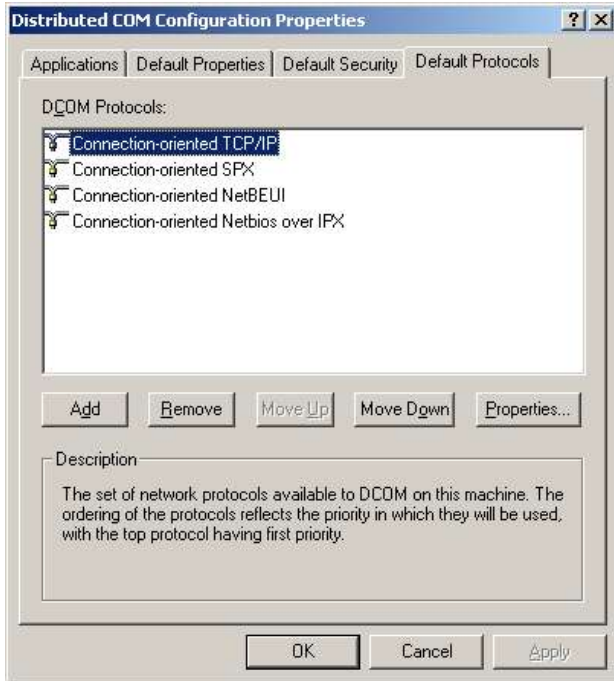 Distributed COM Configuration Properties
Applications
Default Properties
Default Security
Default Protocols
DCOM Protocols:
Connection-oriented TCP/IP
Connection-oriented SPX
Connection-oriented NetBEUI
Connection-oriented Netbios over IPX
Add
Remove
Move Up
Move Down
Properties...
Description
The set of network protocols available to DCOM on this machine. The
ordering of the protocols reflects the priority in which they will be used,
with the top protocol having first priority.
OK
Cancel
Apply